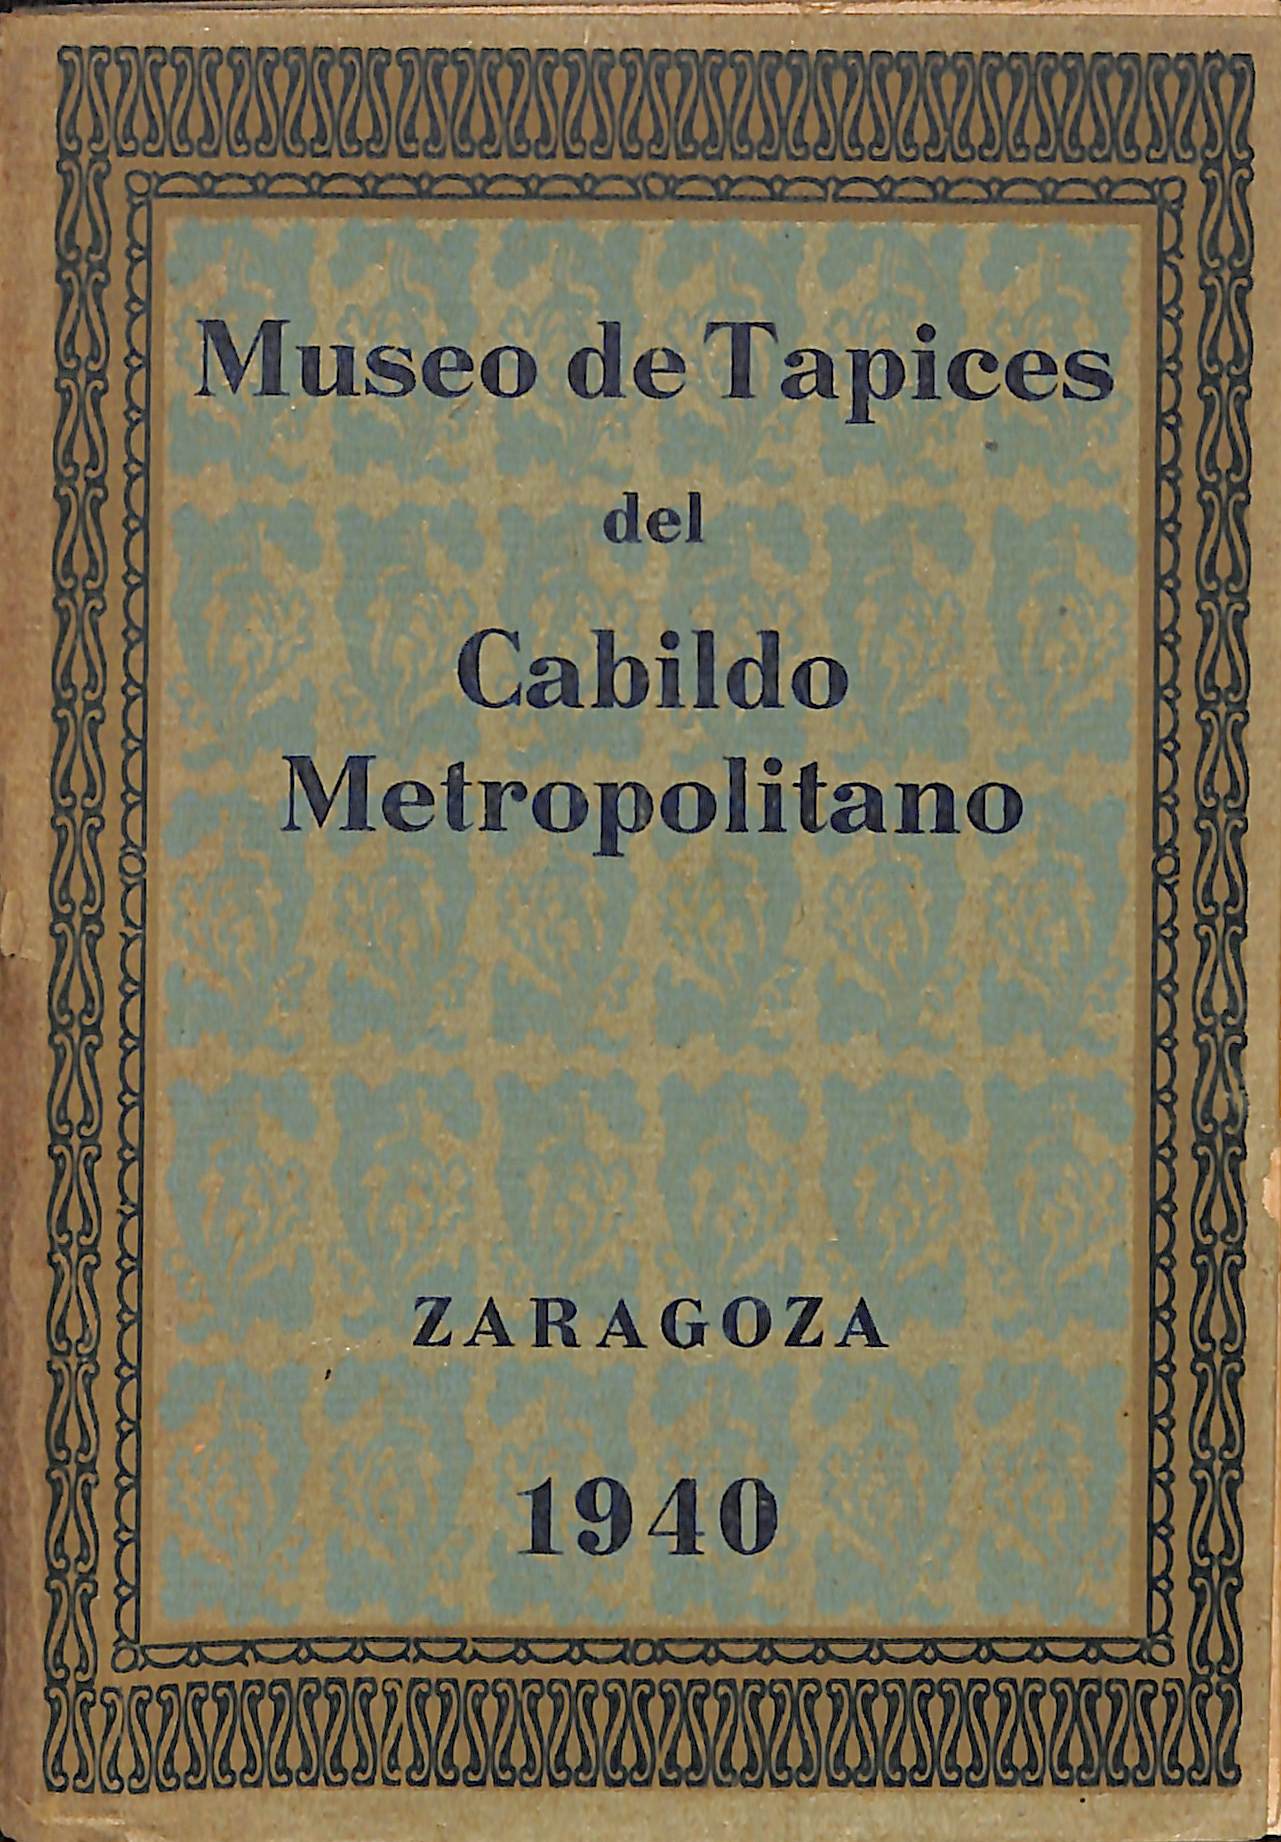 Museo de Tapices
del
Cabildo
Metropolitano
ZARAGOZA
1940